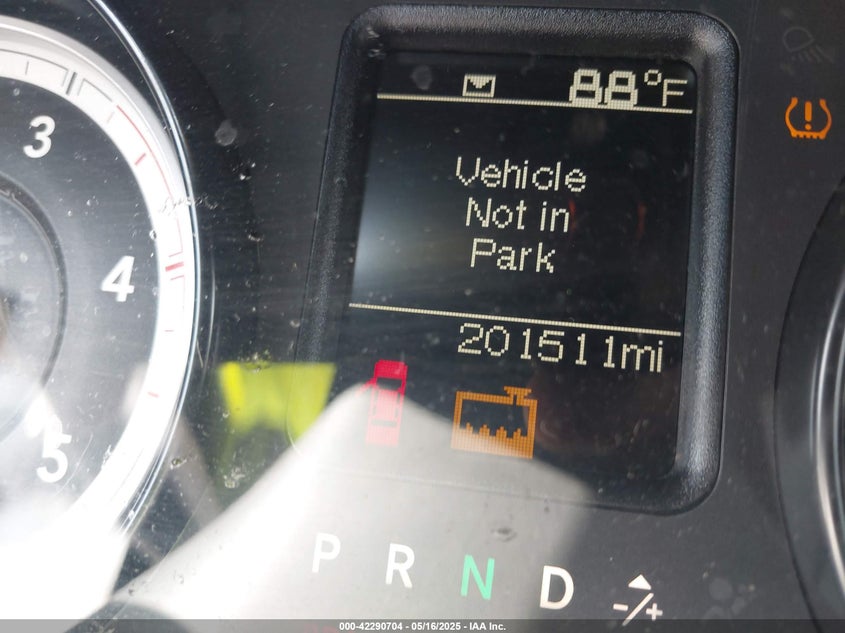 88°F
Vehicle
Not in
Park
201511mi
3
4
5
P R N D -/+
000-42290704 - 05/16/2025 - IAA Inc.